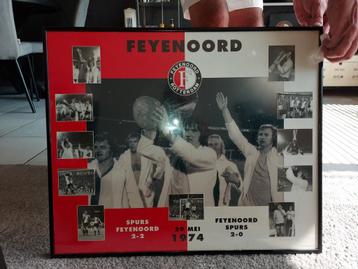 FEYENOORD
FEYENOORD
F
ROTTERDAM
SPURS
FEYENOORD
2-2
29 MEI
1974
FEYENOORD
SPURS
2-0